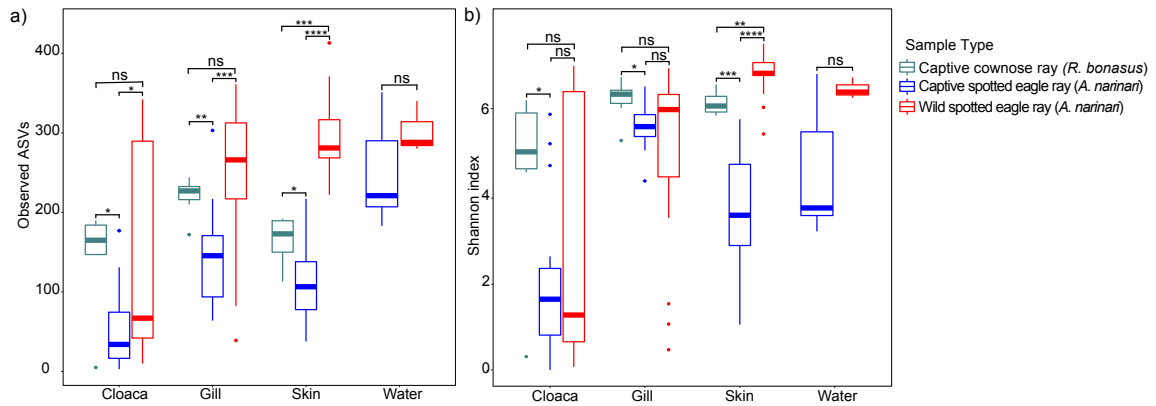 a)
Observed ASVs
400
300
200
100
0
ns
*
*
ns
***
**
***
****
*
ns
Cloaca
Gill
Skin
Water
b)
Shannon index
6
4
2
0
ns
ns
*
ns
ns
*
**
****
***
ns
Cloaca
Gill
Skin
Water
Sample Type
Captive cownose ray (R. bonasus)
Captive spotted eagle ray (A. narinari)
Wild spotted eagle ray (A. narinari)